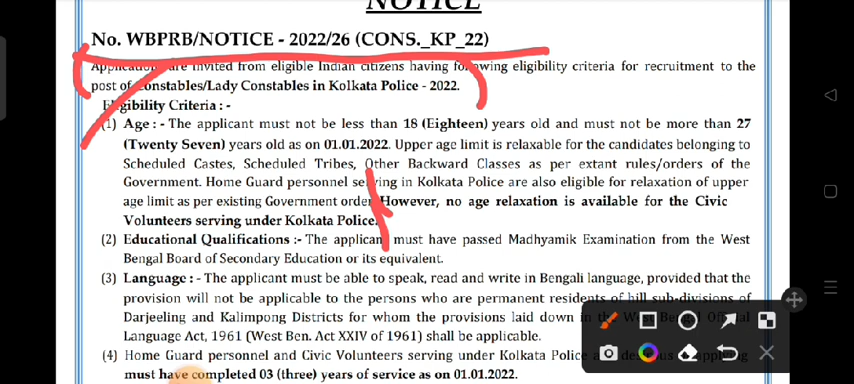 NOTICE
No. WBPRB/NOTICE - 2022/26 (CONS._KP_22)
Applications are invited from eligible Indian citizens having following eligibility criteria for recruitment to the
post of Constables/Lady Constables in Kolkata Police - 2022.
Eligibility Criteria : -
(1) Age : - The applicant must not be less than 18 (Eighteen) years old and must not be more than 27
(Twenty Seven) years old as on 01.01.2022. Upper age limit is relaxable for the candidates belonging to
Scheduled Castes, Scheduled Tribes, Other Backward Classes as per extant rules/orders of the
Government. Home Guard personnel serving in Kolkata Police are also eligible for relaxation of upper
age limit as per existing Government order. However, no age relaxation is available for the Civic
Volunteers serving under Kolkata Police.
(2) Educational Qualifications :- The applicant must have passed Madhyamik Examination from the West
Bengal Board of Secondary Education or its equivalent.
(3) Language : - The applicant must be able to speak, read and write in Bengali language, provided that the
provision will not be applicable to the persons who are permanent residents of hill sub-divisions of
Darjeeling and Kalimpong Districts for whom the provisions laid down in the West Bengal Official
Language Act, 1961 (West Ben. Act XXIV of 1961) shall be applicable.
(4) Home Guard personnel and Civic Volunteers serving under Kolkata Police
must have completed 03 (three) years of service as on 01.01.2022.